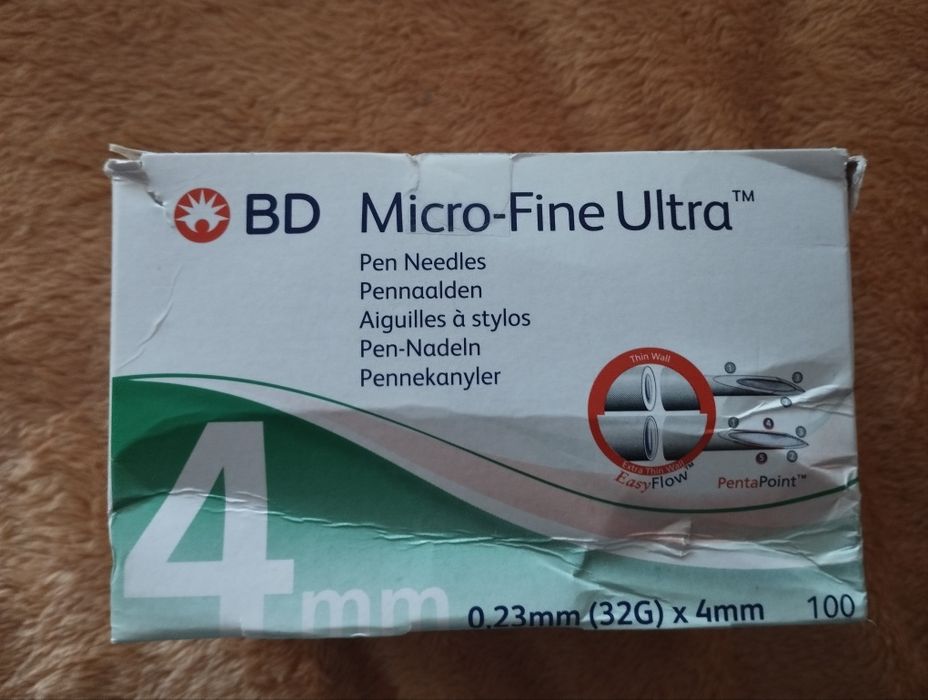 BD Micro-Fine Ultra™
Pen Needles
Pennaalden
Aiguilles à stylos
Pen-Nadeln
Pennekanyler
Thin Wall
Extra Thin Wall
EasyFlow™
PentaPoint™
4mm
0,23mm (32G) x 4mm
100